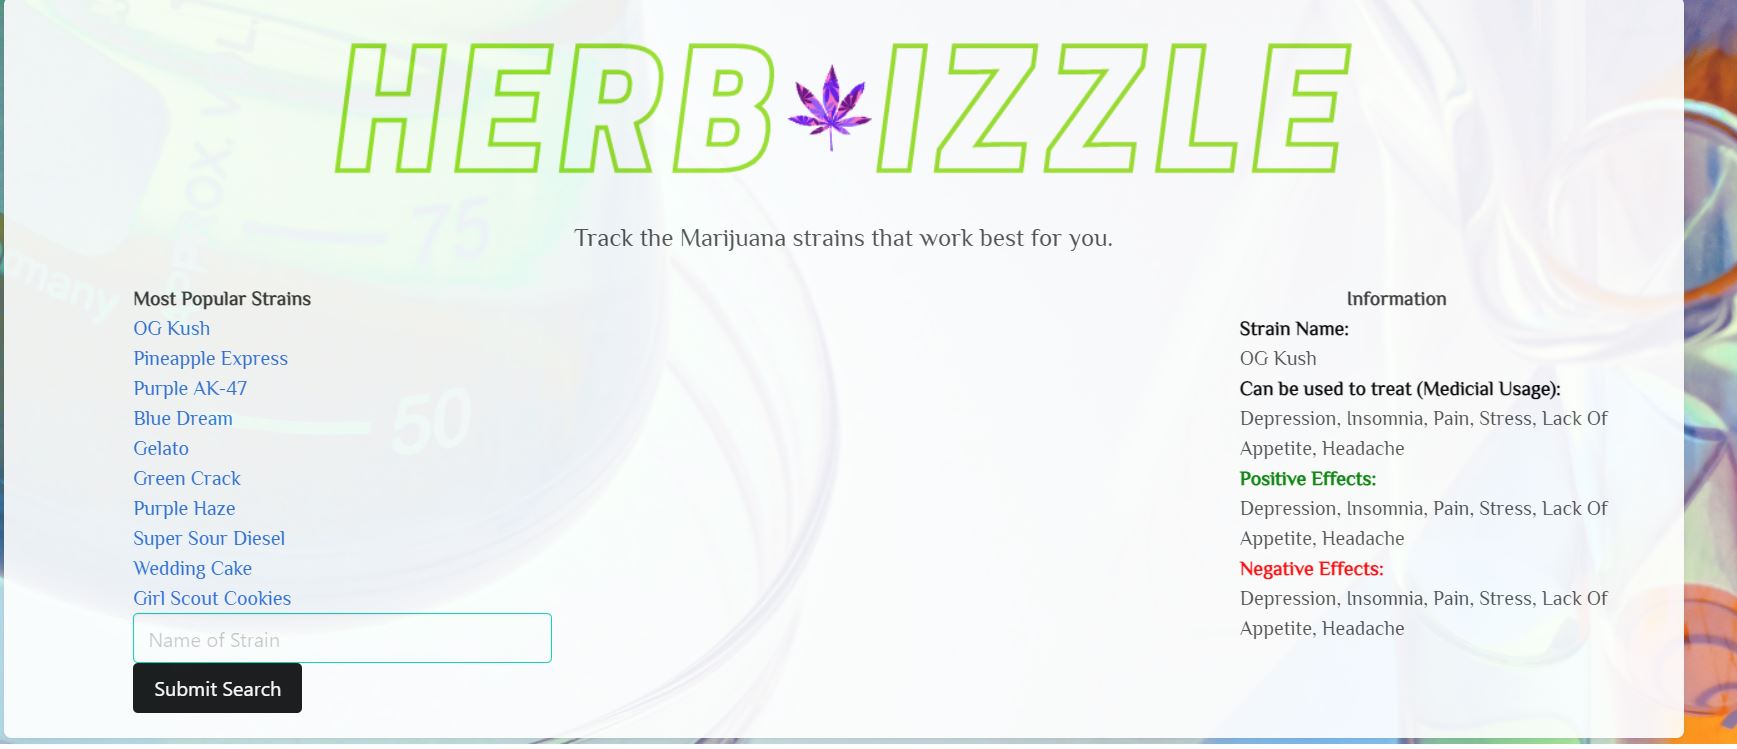 HERB IZZLE
Track the Marijuana strains that work best for you.
Most Popular Strains
OG Kush
Pineapple Express
Purple AK-47
Blue Dream
Gelato
Green Crack
Purple Haze
Super Sour Diesel
Wedding Cake
Girl Scout Cookies
Name of Strain
Submit Search
Information
Strain Name:
OG Kush
Can be used to treat (Medicial Usage):
Depression, Insomnia, Pain, Stress, Lack Of
Appetite, Headache
Positive Effects:
Depression, Insomnia, Pain, Stress, Lack Of
Appetite, Headache
Negative Effects:
Depression, Insomnia, Pain, Stress, Lack Of
Appetite, Headache
75
50